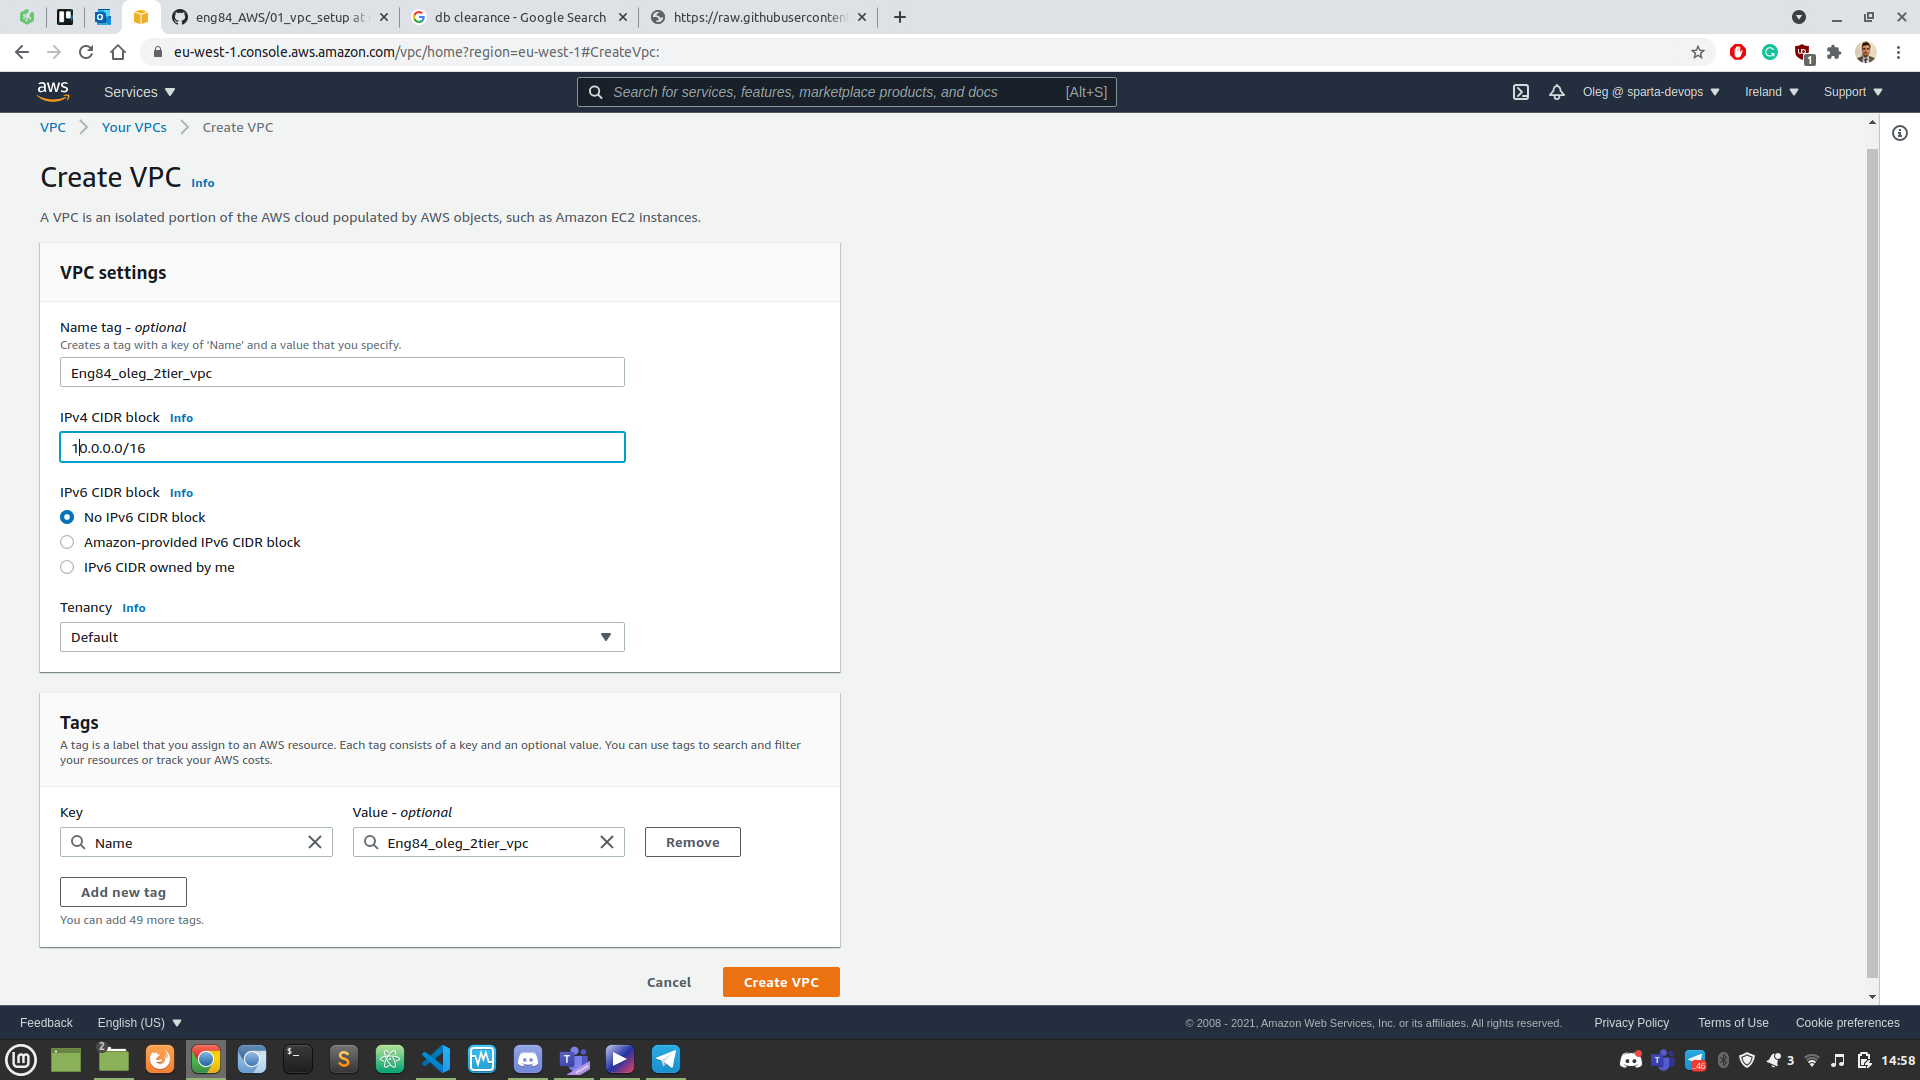 eng84_AWS/01_vpc_setup at
db clearance - Google Search
https://raw.githubusercontent
eu-west-1.console.aws.amazon.com/vpc/home?region=eu-west-1#CreateVpc:
1
aws
Services
Search for services, features, marketplace products, and docs
[Alt+S]
Oleg @ sparta-devops
Ireland
Support
VPC
Your VPCs
Create VPC
Create VPC Info
A VPC is an isolated portion of the AWS cloud populated by AWS objects, such as Amazon EC2 instances.
VPC settings
Name tag - optional
Creates a tag with a key of 'Name' and a value that you specify.
Eng84_oleg_2tier_vpc
IPv4 CIDR block Info
10.0.0.0/16
IPv6 CIDR block Info
No IPv6 CIDR block
Amazon-provided IPv6 CIDR block
IPv6 CIDR owned by me
Tenancy Info
Default
Tags
A tag is a label that you assign to an AWS resource. Each tag consists of a key and an optional value. You can use tags to search and filter
your resources or track your AWS costs.
Key
Value - optional
Name
Eng84_oleg_2tier_vpc
Remove
Add new tag
You can add 49 more tags.
Cancel
Create VPC
Feedback
English (US)
© 2008 - 2021, Amazon Web Services, Inc. or its affiliates. All rights reserved.
Privacy Policy
Terms of Use
Cookie preferences
2
46
3
14:58